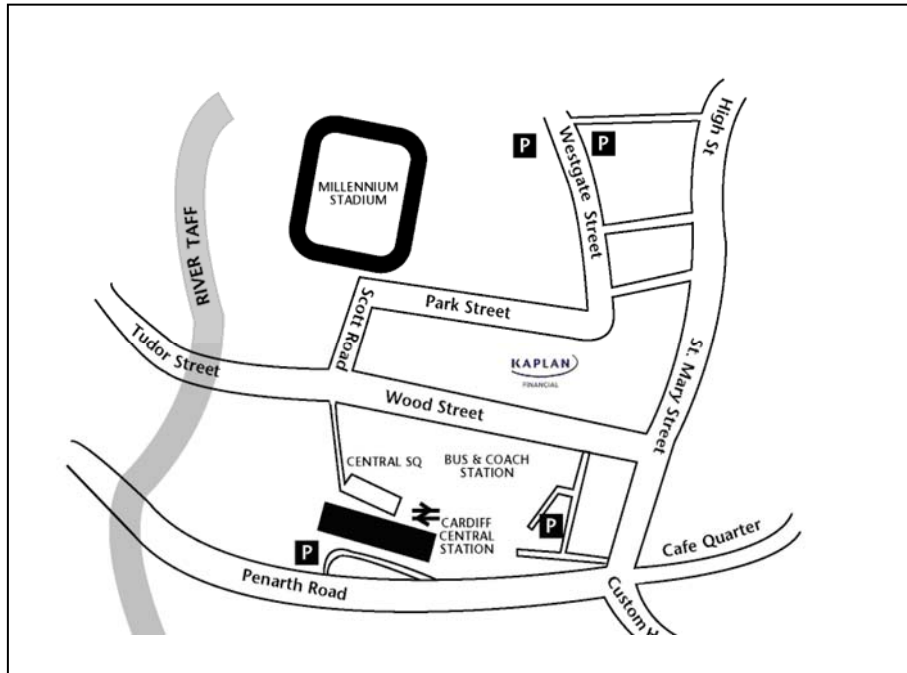 High St
P
P
Westgate Street
MILLENNIUM
STADIUM
RIVER TAFF
Park Street
Scott Road
Tudor Street
KAPLAN
FINANCIAL
St. Mary Street
Wood Street
CENTRAL SQ
BUS & COACH
STATION
CARDIFF
CENTRAL
STATION
P
P
Cafe Quarter
Penarth Road
Custom